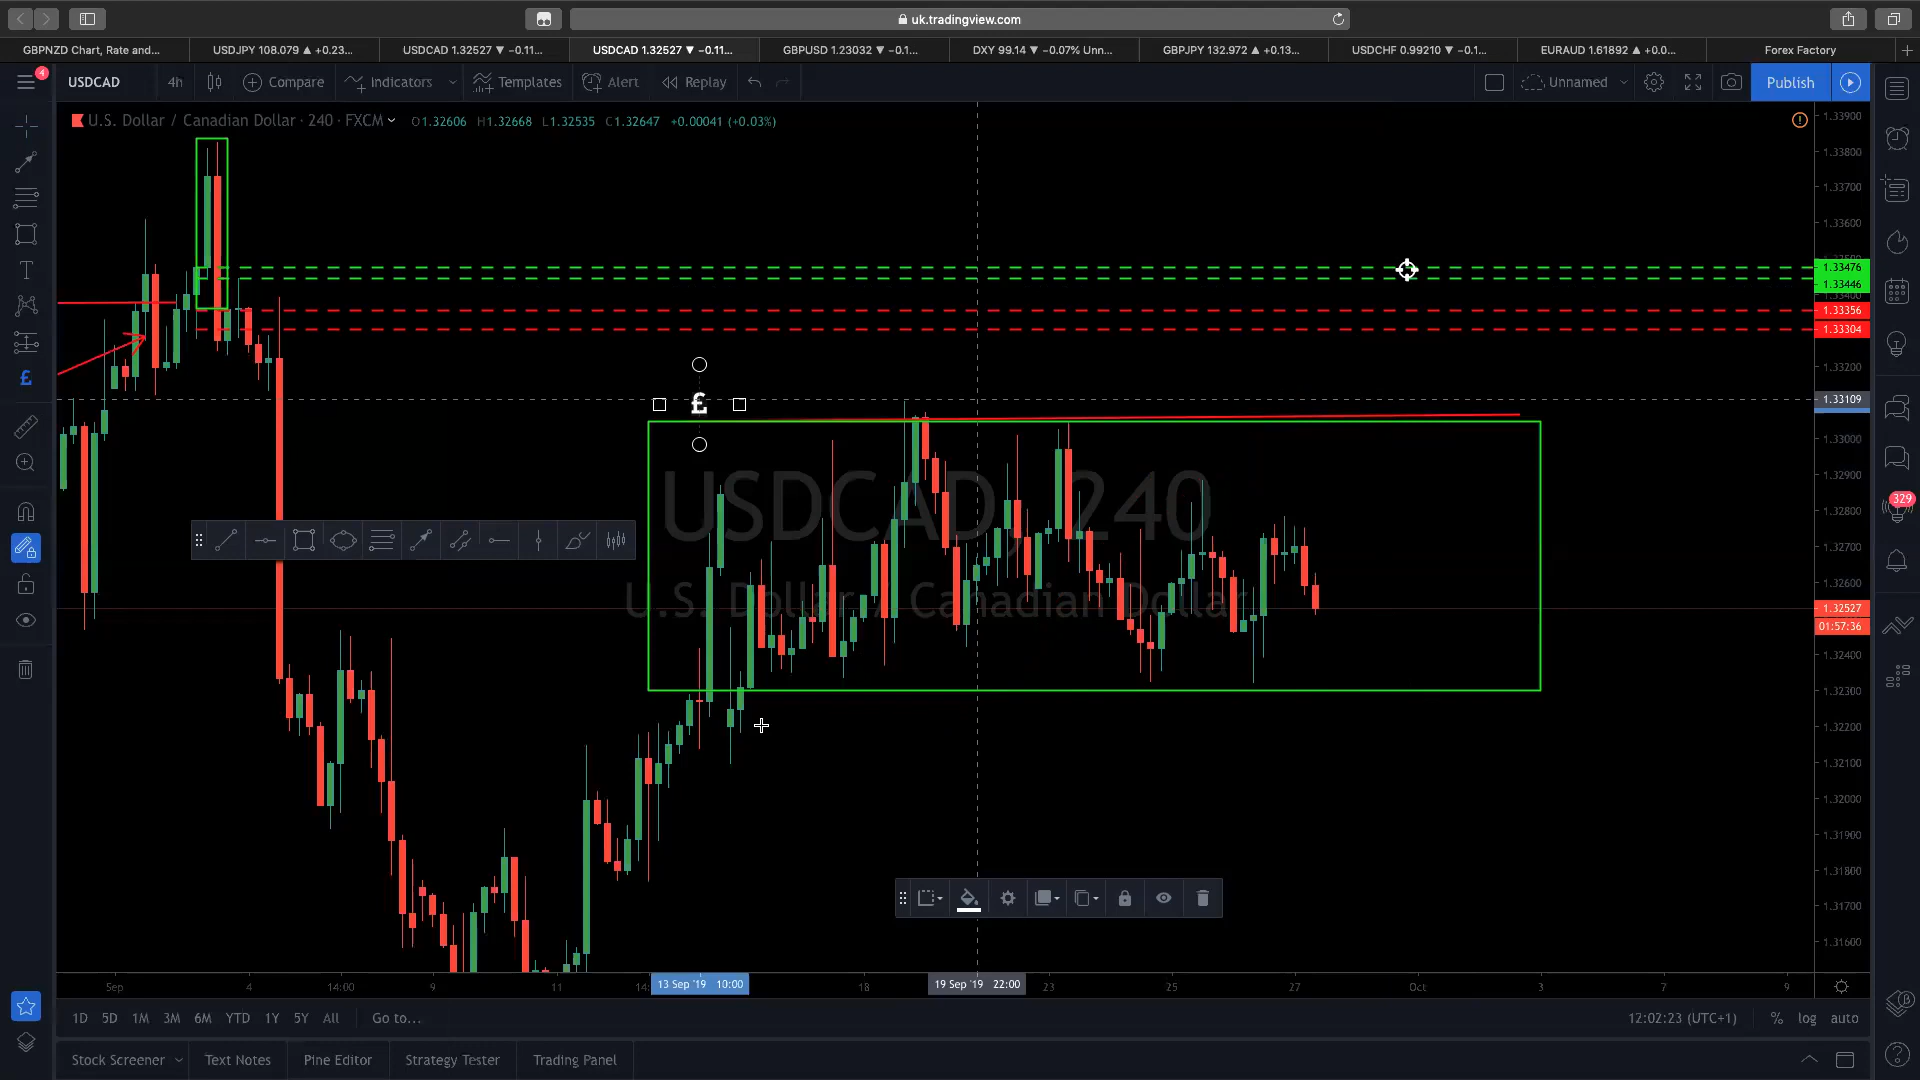 uk.tradingview.com
GBPNZD Chart, Rate and...
USDJPY 108.079 ▲ +0.23...
USDCAD 1.32527 ▼ −0.11...
USDCAD 1.32527 ▼ −0.11...
GBPUSD 1.23032 ▼ −0.1...
DXY 99.14 ▼ −0.07% Unn...
GBPJPY 132.972 ▲ +0.13...
USDCHF 0.99210 ▼ −0.1...
EURAUD 1.61892 ▲ +0.0...
Forex Factory
4
USDCAD 4h Compare Indicators Templates Alert Replay Unnamed Publish
U.S. Dollar / Canadian Dollar · 240 · FXCM O1.32606 H1.32668 L1.32535 C1.32647 +0.00041 (+0.03%)
1.33900
1.33800
1.33700
1.33600
1.33476
1.33446
1.33356
1.33304
1.33200
1.33109
1.33000
1.32900
1.32800
1.32700
1.32600
1.32527
01:57:36
1.32400
1.32300
1.32200
1.32100
1.32000
1.31900
1.31800
1.31700
1.31600
£
£
USDCAD, 240
U.S. Dollar / Canadian Dollar
329
Sep 4 14:00 9 11 14: 13 Sep '19 10:00 18 19 Sep '19 22:00 23 25 27 Oct 3 7 9
1D 5D 1M 3M 6M YTD 1Y 5Y All Go to... 12:02:23 (UTC+1) % log auto
Stock Screener Text Notes Pine Editor Strategy Tester Trading Panel